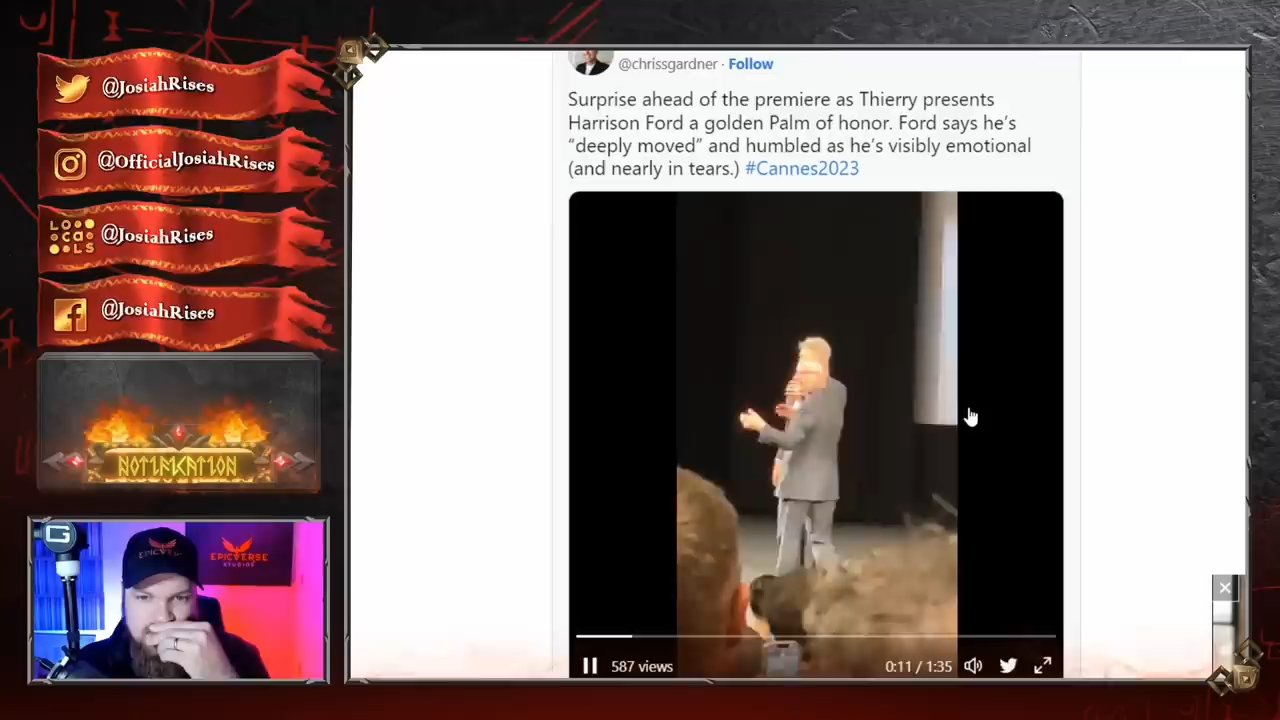 @JosiahRises
@OfficialJosiahRises
LOCALS @JosiahRises
@JosiahRises
NOTIFICATION
EPICVERSE
EPICVERSE
STUDIOS
@chrissgardner · Follow
Surprise ahead of the premiere as Thierry presents
Harrison Ford a golden Palm of honor. Ford says he's
“deeply moved” and humbled as he's visibly emotional
(and nearly in tears.) #Cannes2023
587 views
0:11 / 1:35